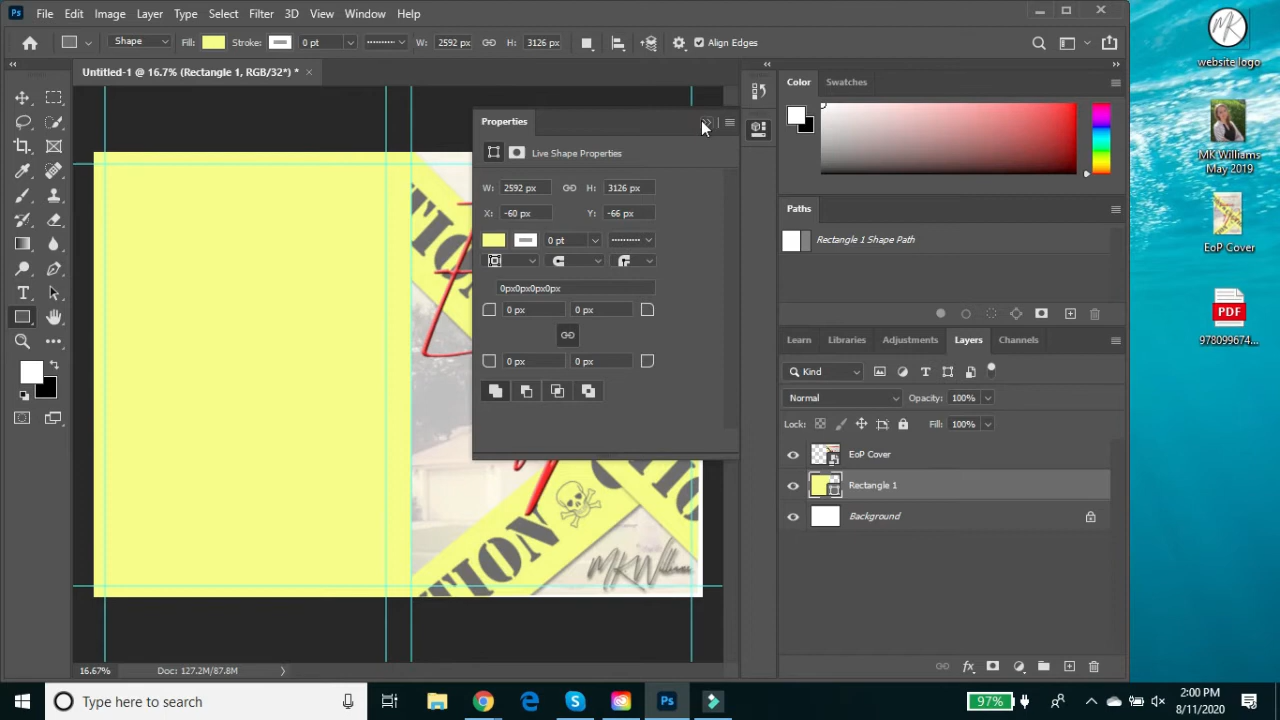 File Edit Image Layer Type Select Filter 3D View Window Help
Shape Fill: Stroke: 0 pt W: 2592 px H: 3126 px Align Edges
Untitled-1 @ 16.7% (Rectangle 1, RGB/32*) * ×
Properties
Live Shape Properties
W: 2592 px H: 3126 px
X: -60 px Y: -66 px
0 pt
0px0px0px0px
0 px 0 px
0 px 0 px
TION
TION
MKWilliams
Color Swatches
Paths
Rectangle 1 Shape Path
Learn Libraries Adjustments Layers Channels
Kind
Normal Opacity: 100%
Lock: Fill: 100%
EoP Cover
Rectangle 1
Background
16.67% Doc: 127.2M/87.8M
MK
website logo
MK Williams
May 2019
EoP Cover
PDF
978099674...
Type here to search
97%
2:00 PM
8/11/2020